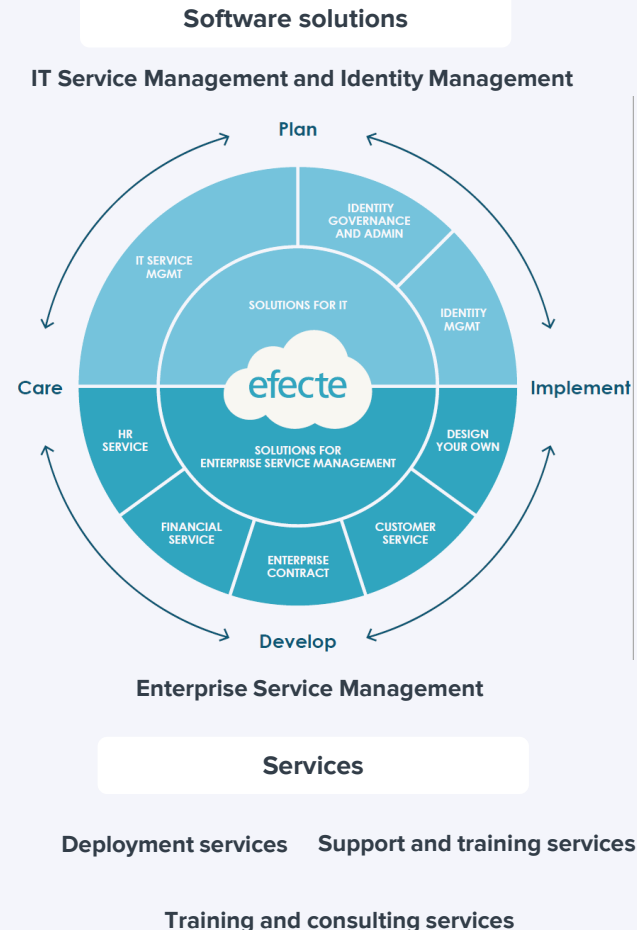 Software solutions
IT Service Management and Identity Management
Plan
IDENTITY
GOVERNANCE
AND ADMIN
IT SERVICE
MGMT
SOLUTIONS FOR IT
IDENTITY
MGMT
efecte
Care
Implement
HR
SERVICE
SOLUTIONS FOR
ENTERPRISE SERVICE MANAGEMENT
DESIGN
YOUR OWN
FINANCIAL
SERVICE
CUSTOMER
SERVICE
ENTERPRISE
CONTRACT
Develop
Enterprise Service Management
Services
Deployment services
Support and training services
Training and consulting services